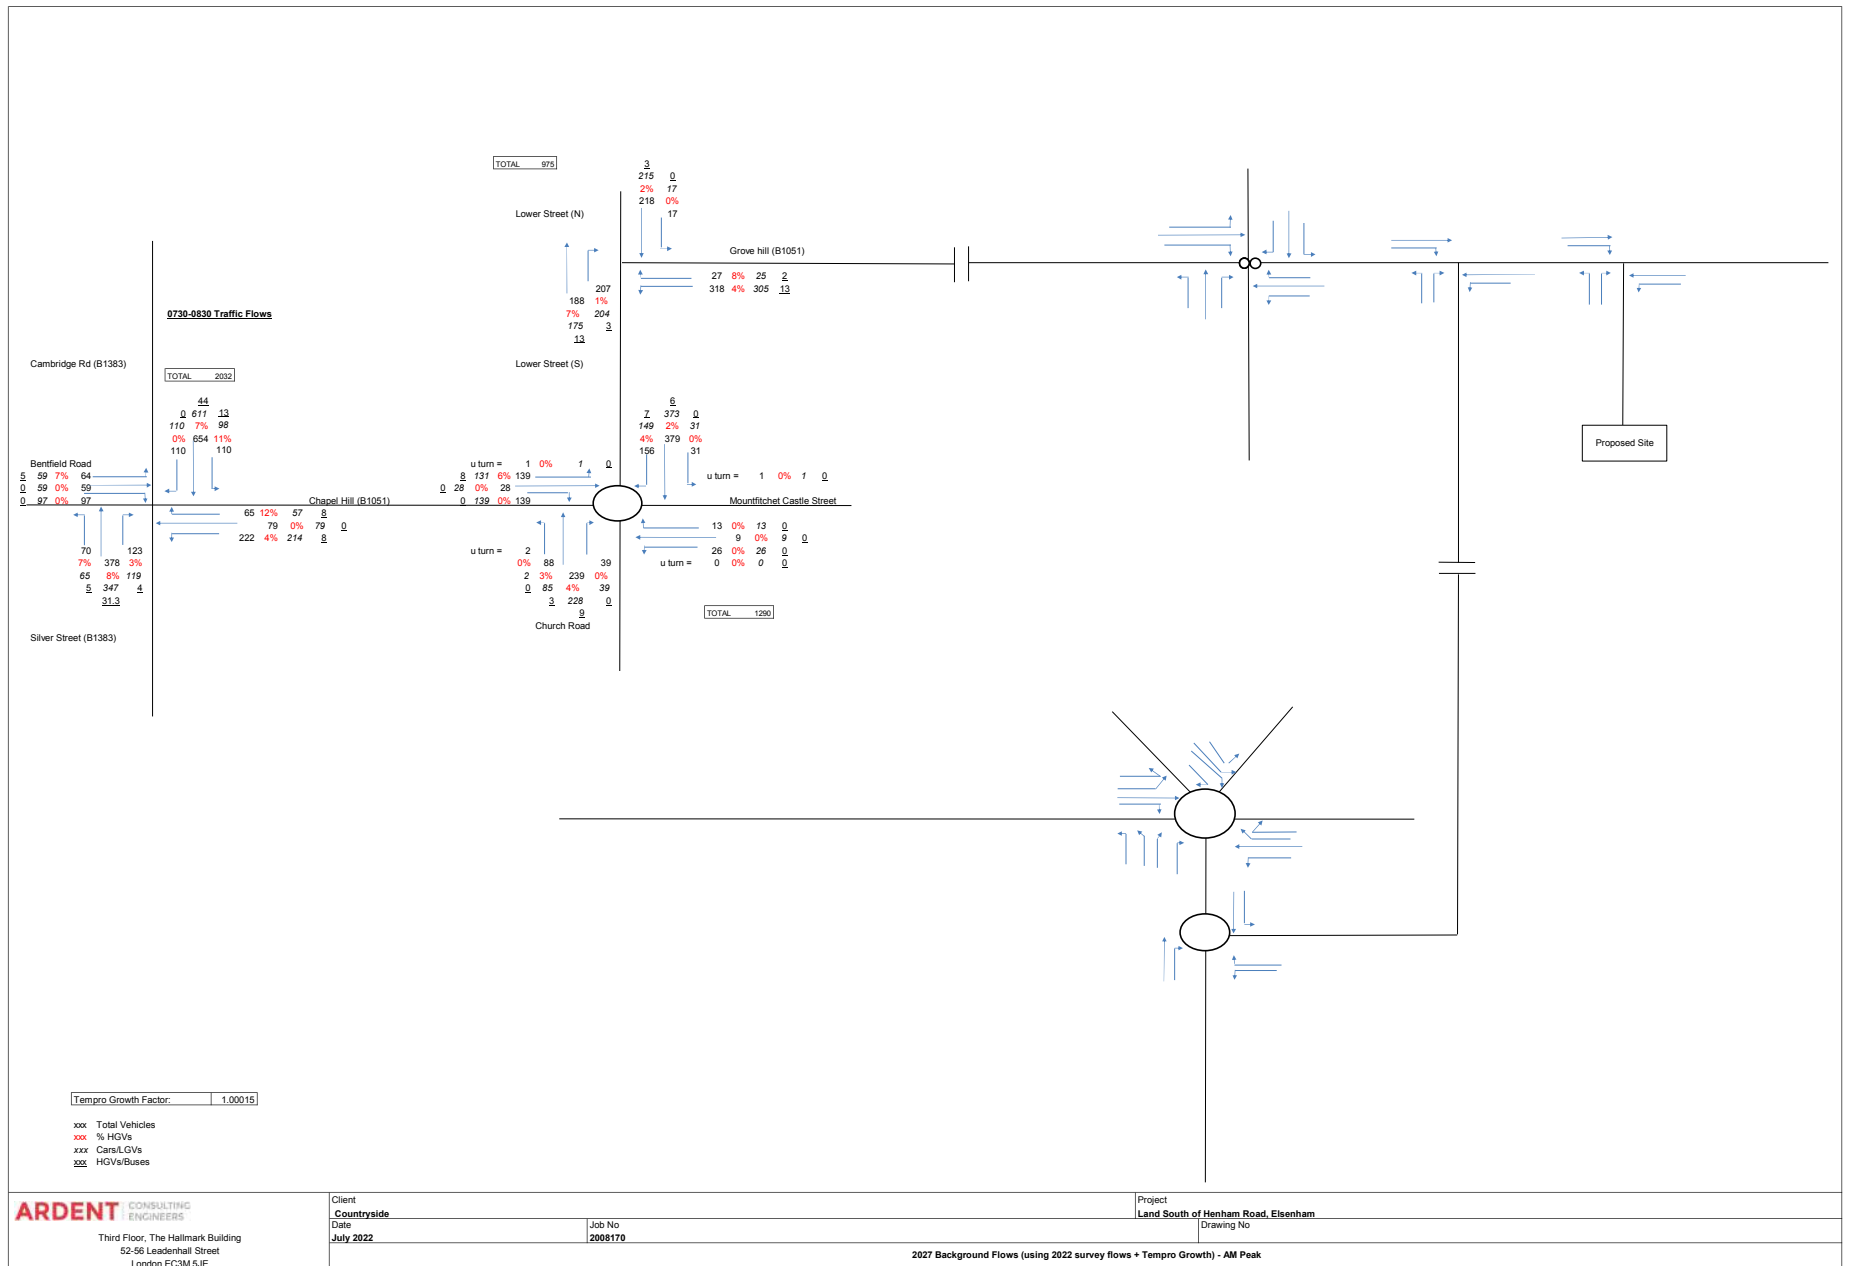 TOTAL 975
3
215 0
2% 17
218 0%
17
Lower Street (N)
Grove hill (B1051)
27 8% 25 2
318 4% 305 13
207
188 1%
7% 204
175 3
13
0730-0830 Traffic Flows
Cambridge Rd (B1383)
Lower Street (S)
TOTAL 2032
44
0 611 13
110 7% 98
0% 654 11%
110 110
6
7 373 0
149 2% 31
4% 379 0%
156 31
Bentfield Road
5 59 7% 64
0 59 0% 59
0 97 0% 97
u turn = 1 0% 1 0
8 131 6% 139
0 28 0% 28
0 139 0% 139
u turn = 1 0% 1 0
Chapel Hill (B1051)
Mountfitchet Castle Street
65 12% 57 8
79 0% 79 0
222 4% 214 8
13 0% 13 0
9 0% 9 0
26 0% 26 0
u turn = 0 0% 0 0
70 123
7% 378 3%
65 8% 119
5 347 4
31.3
u turn = 2
0% 88 39
2 3% 239 0%
0 85 4% 39
3 228 0
9
Church Road
TOTAL 1290
Silver Street (B1383)
Proposed Site
Tempro Growth Factor: 1.00015
xxx Total Vehicles
xxx % HGVs
xxx Cars/LGVs
xxx HGVs/Buses
ARDENT CONSULTING ENGINEERS
Third Floor, The Hallmark Building
52-56 Leadenhall Street
London EC3M 5JE
Client
Countryside
Project
Land South of Henham Road, Elsenham
Date
July 2022
Job No
2008170
Drawing No
2027 Background Flows (using 2022 survey flows + Tempro Growth) - AM Peak